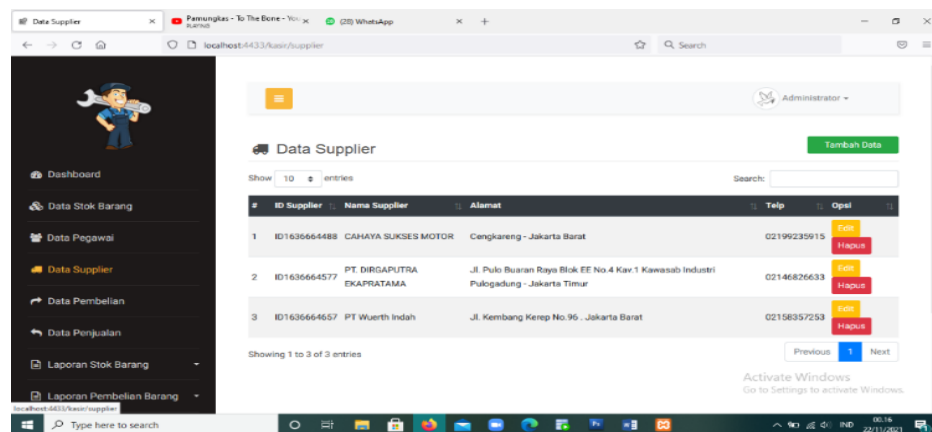 Data Supplier
Pamungkas - To The Bone - You
PLAYING
(28) WhatsApp
localhost:4433/kasir/supplier
Search
Administrator
Data Supplier
Tambah Data
Show 10 entries
Search:
# ID Supplier Nama Supplier Alamat Telp Opsi
1 ID1636664488 CAHAYA SUKSES MOTOR Cengkareng - Jakarta Barat 02199235915 Edit
Hapus
2 ID1636664577 PT. DIRGAPUTRA EKAPRATAMA Jl. Pulo Buaran Raya Blok EE No.4 Kav.1 Kawasab Industri Pulogadung - Jakarta Timur 02146826633 Edit
Hapus
3 ID1636664657 PT Wuerth Indah Jl. Kembang Kerep No.96 . Jakarta Barat 02158357253 Edit
Hapus
Showing 1 to 3 of 3 entries
Previous 1 Next
Dashboard
Data Stok Barang
Data Pegawai
Data Supplier
Data Pembelian
Data Penjualan
Laporan Stok Barang
Laporan Pembelian Barang
Activate Windows
Go to Settings to activate Windows.
localhost:4433/kasir/supplier
Type here to search
IND
00.16
22/11/2021